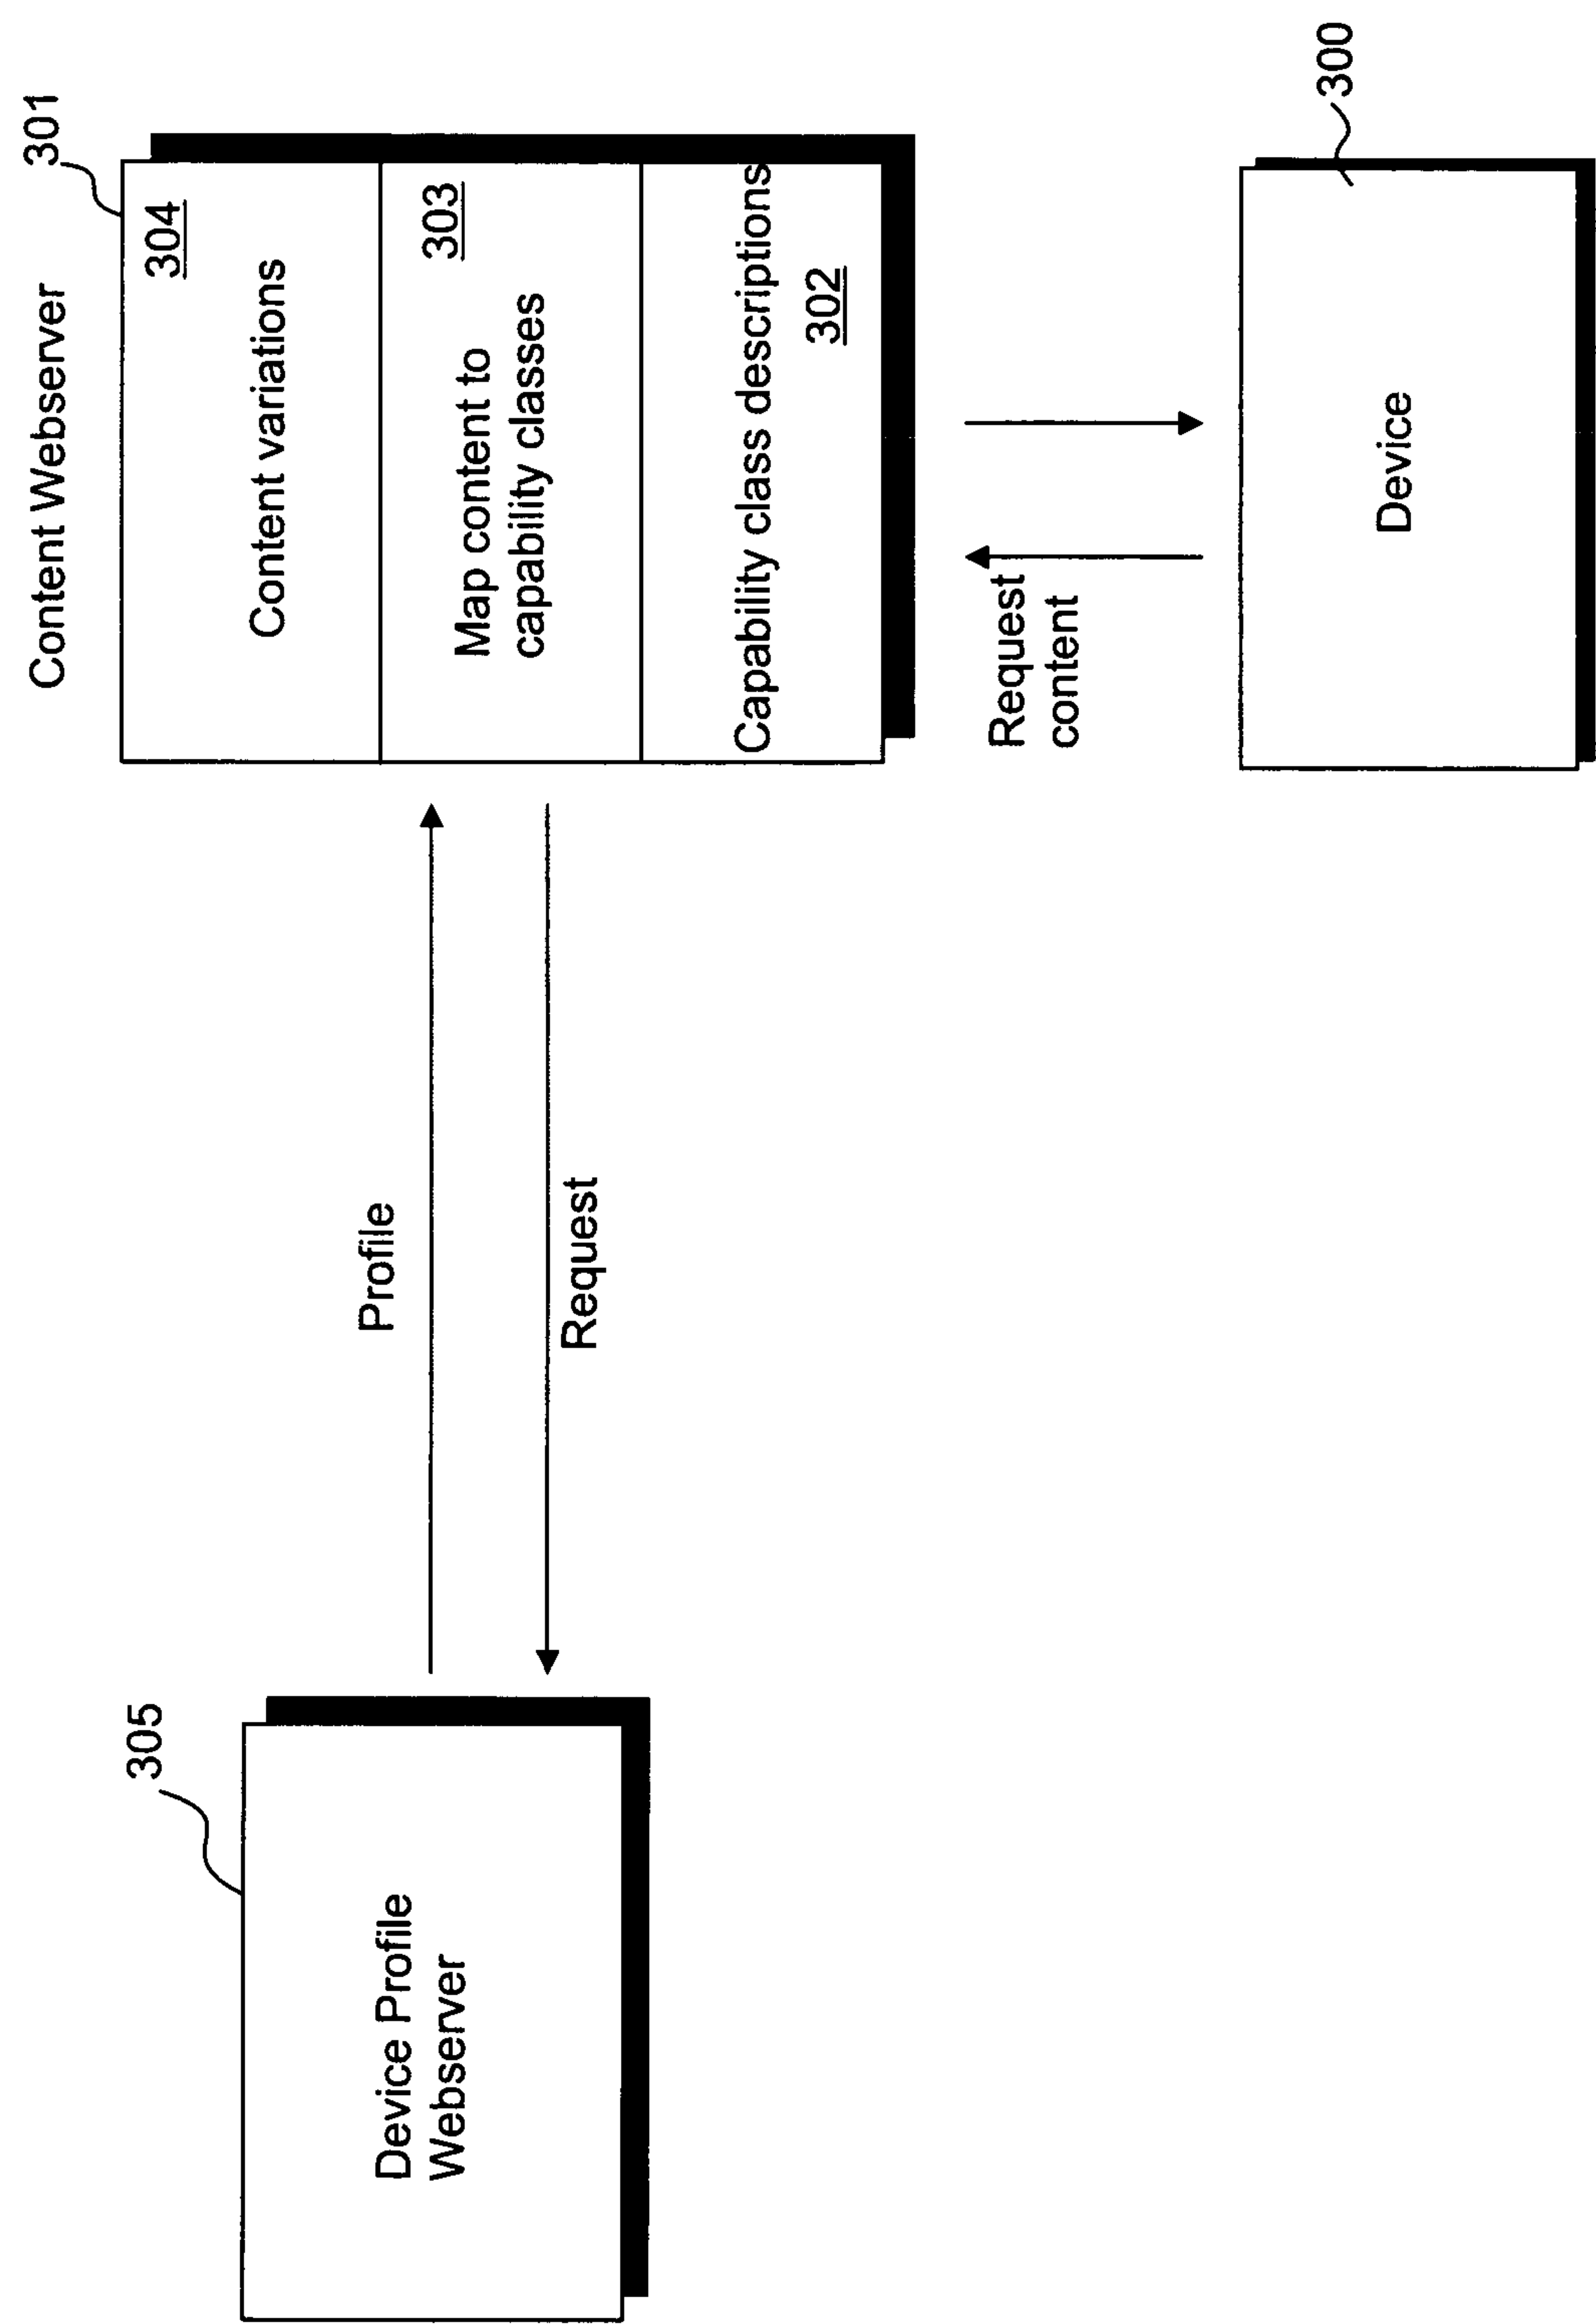 Content Webserver
301
304
Content variations
303
Map content to
capability classes
Capability class descriptions
302
305
Device Profile
Webserver
Profile
Request
Request
content
Device
300